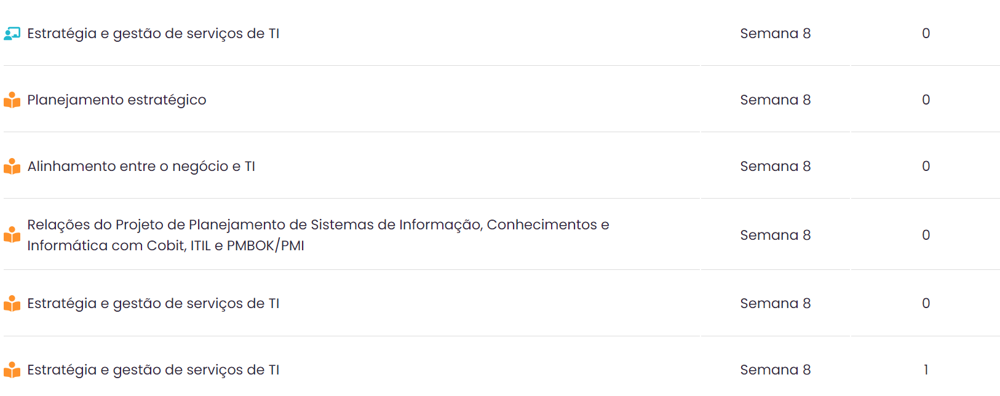 Estratégia e gestão de serviços de TI Semana 8 0
Planejamento estratégico Semana 8 0
Alinhamento entre o negócio e TI Semana 8 0
Relações do Projeto de Planejamento de Sistemas de Informação, Conhecimentos e
Informática com Cobit, ITIL e PMBOK/PMI Semana 8 0
Estratégia e gestão de serviços de TI Semana 8 0
Estratégia e gestão de serviços de TI Semana 8 1